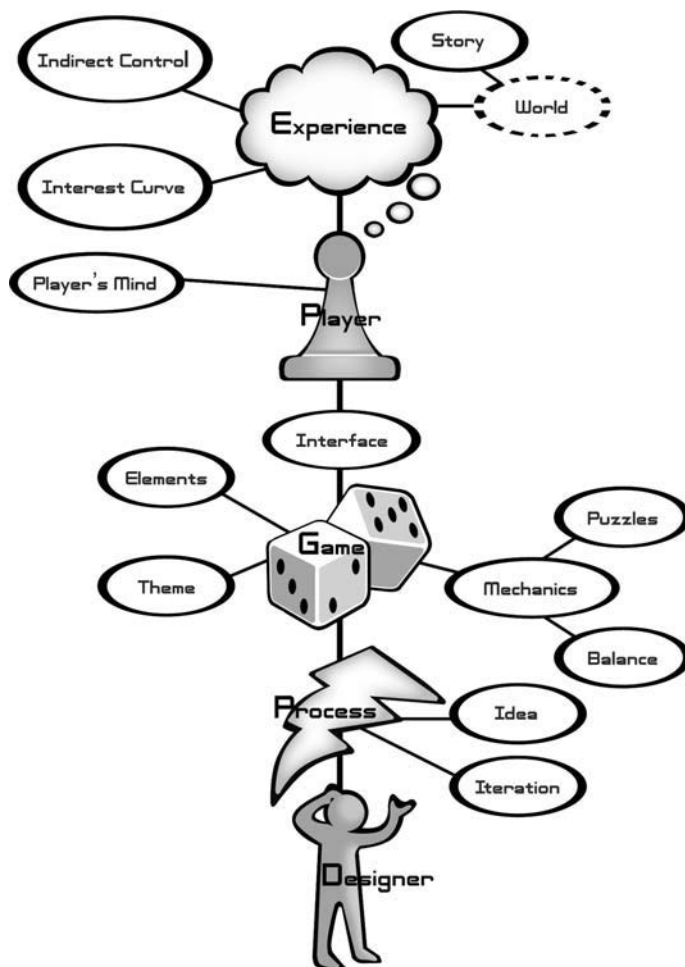 Story
Indirect Control
World
Experience
Interest Curve
Player's Mind
Player
Interface
Elements
Puzzles
Game
Theme
Mechanics
Balance
Process
Idea
Iteration
Designer